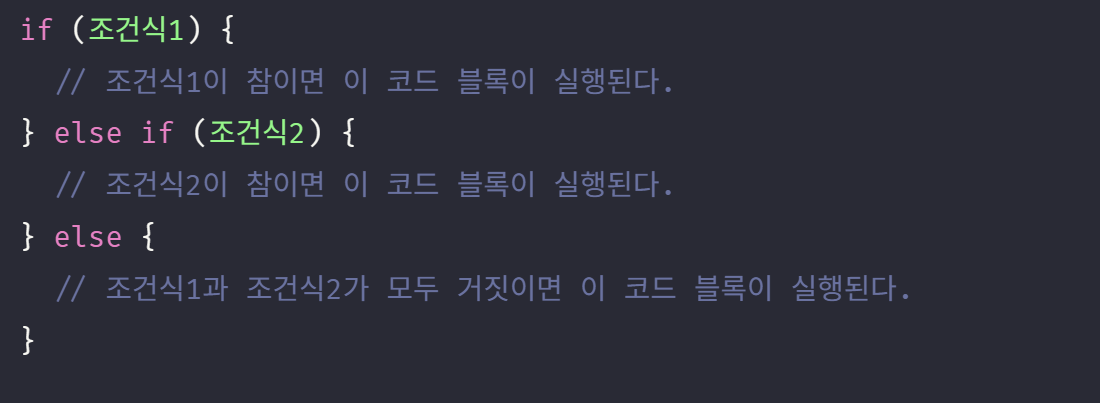 if (조건식1) {
  // 조건식1이 참이면 이 코드 블록이 실행된다.
} else if (조건식2) {
  // 조건식2이 참이면 이 코드 블록이 실행된다.
} else {
  // 조건식1과 조건식2가 모두 거짓이면 이 코드 블록이 실행된다.
}